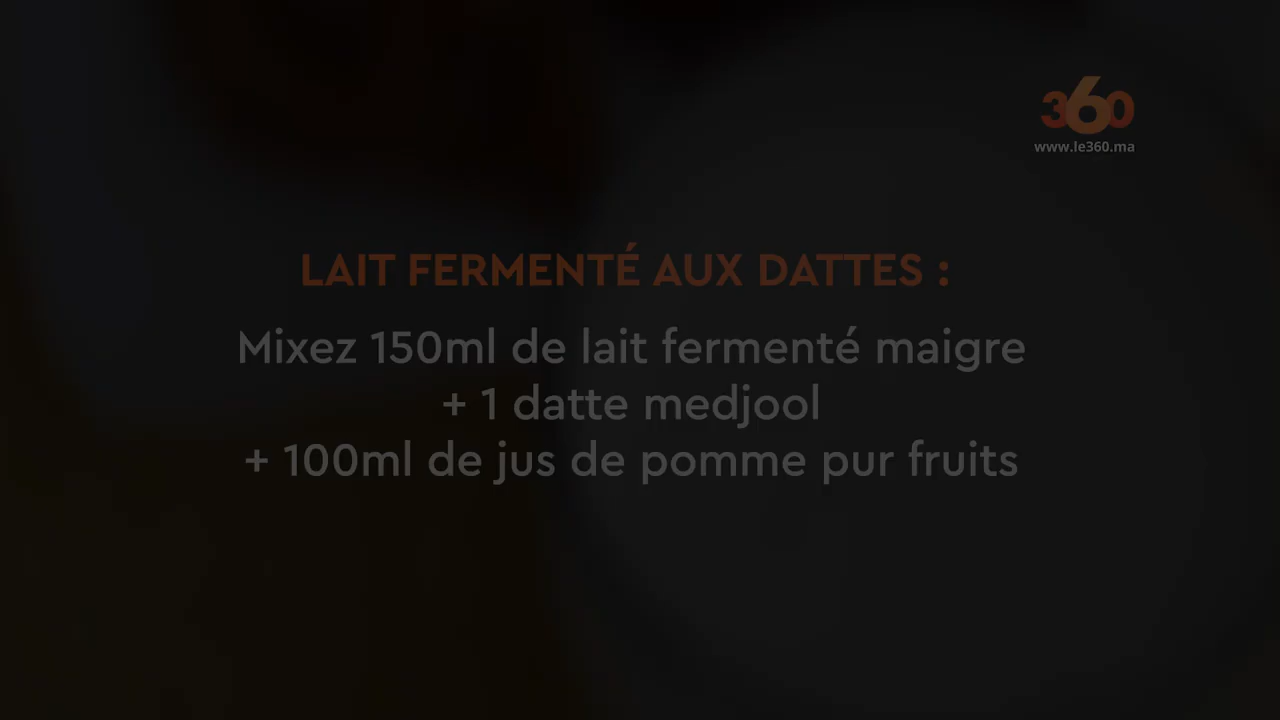 360
www.le360.ma
LAIT FERMENTÉ AUX DATTES :
Mixez 150ml de lait fermenté maigre
+ 1 datte medjool
+ 100ml de jus de pomme pur fruits